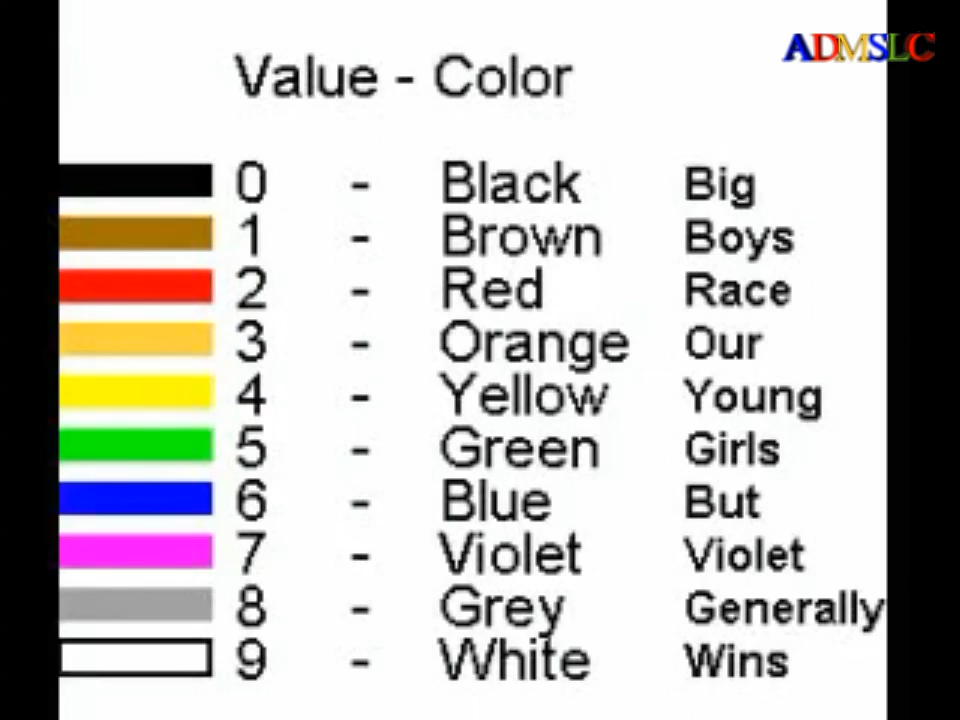 ADMSLC
Value - Color
0 - Black Big
1 - Brown Boys
2 - Red Race
3 - Orange Our
4 - Yellow Young
5 - Green Girls
6 - Blue But
7 - Violet Violet
8 - Grey Generally
9 - White Wins